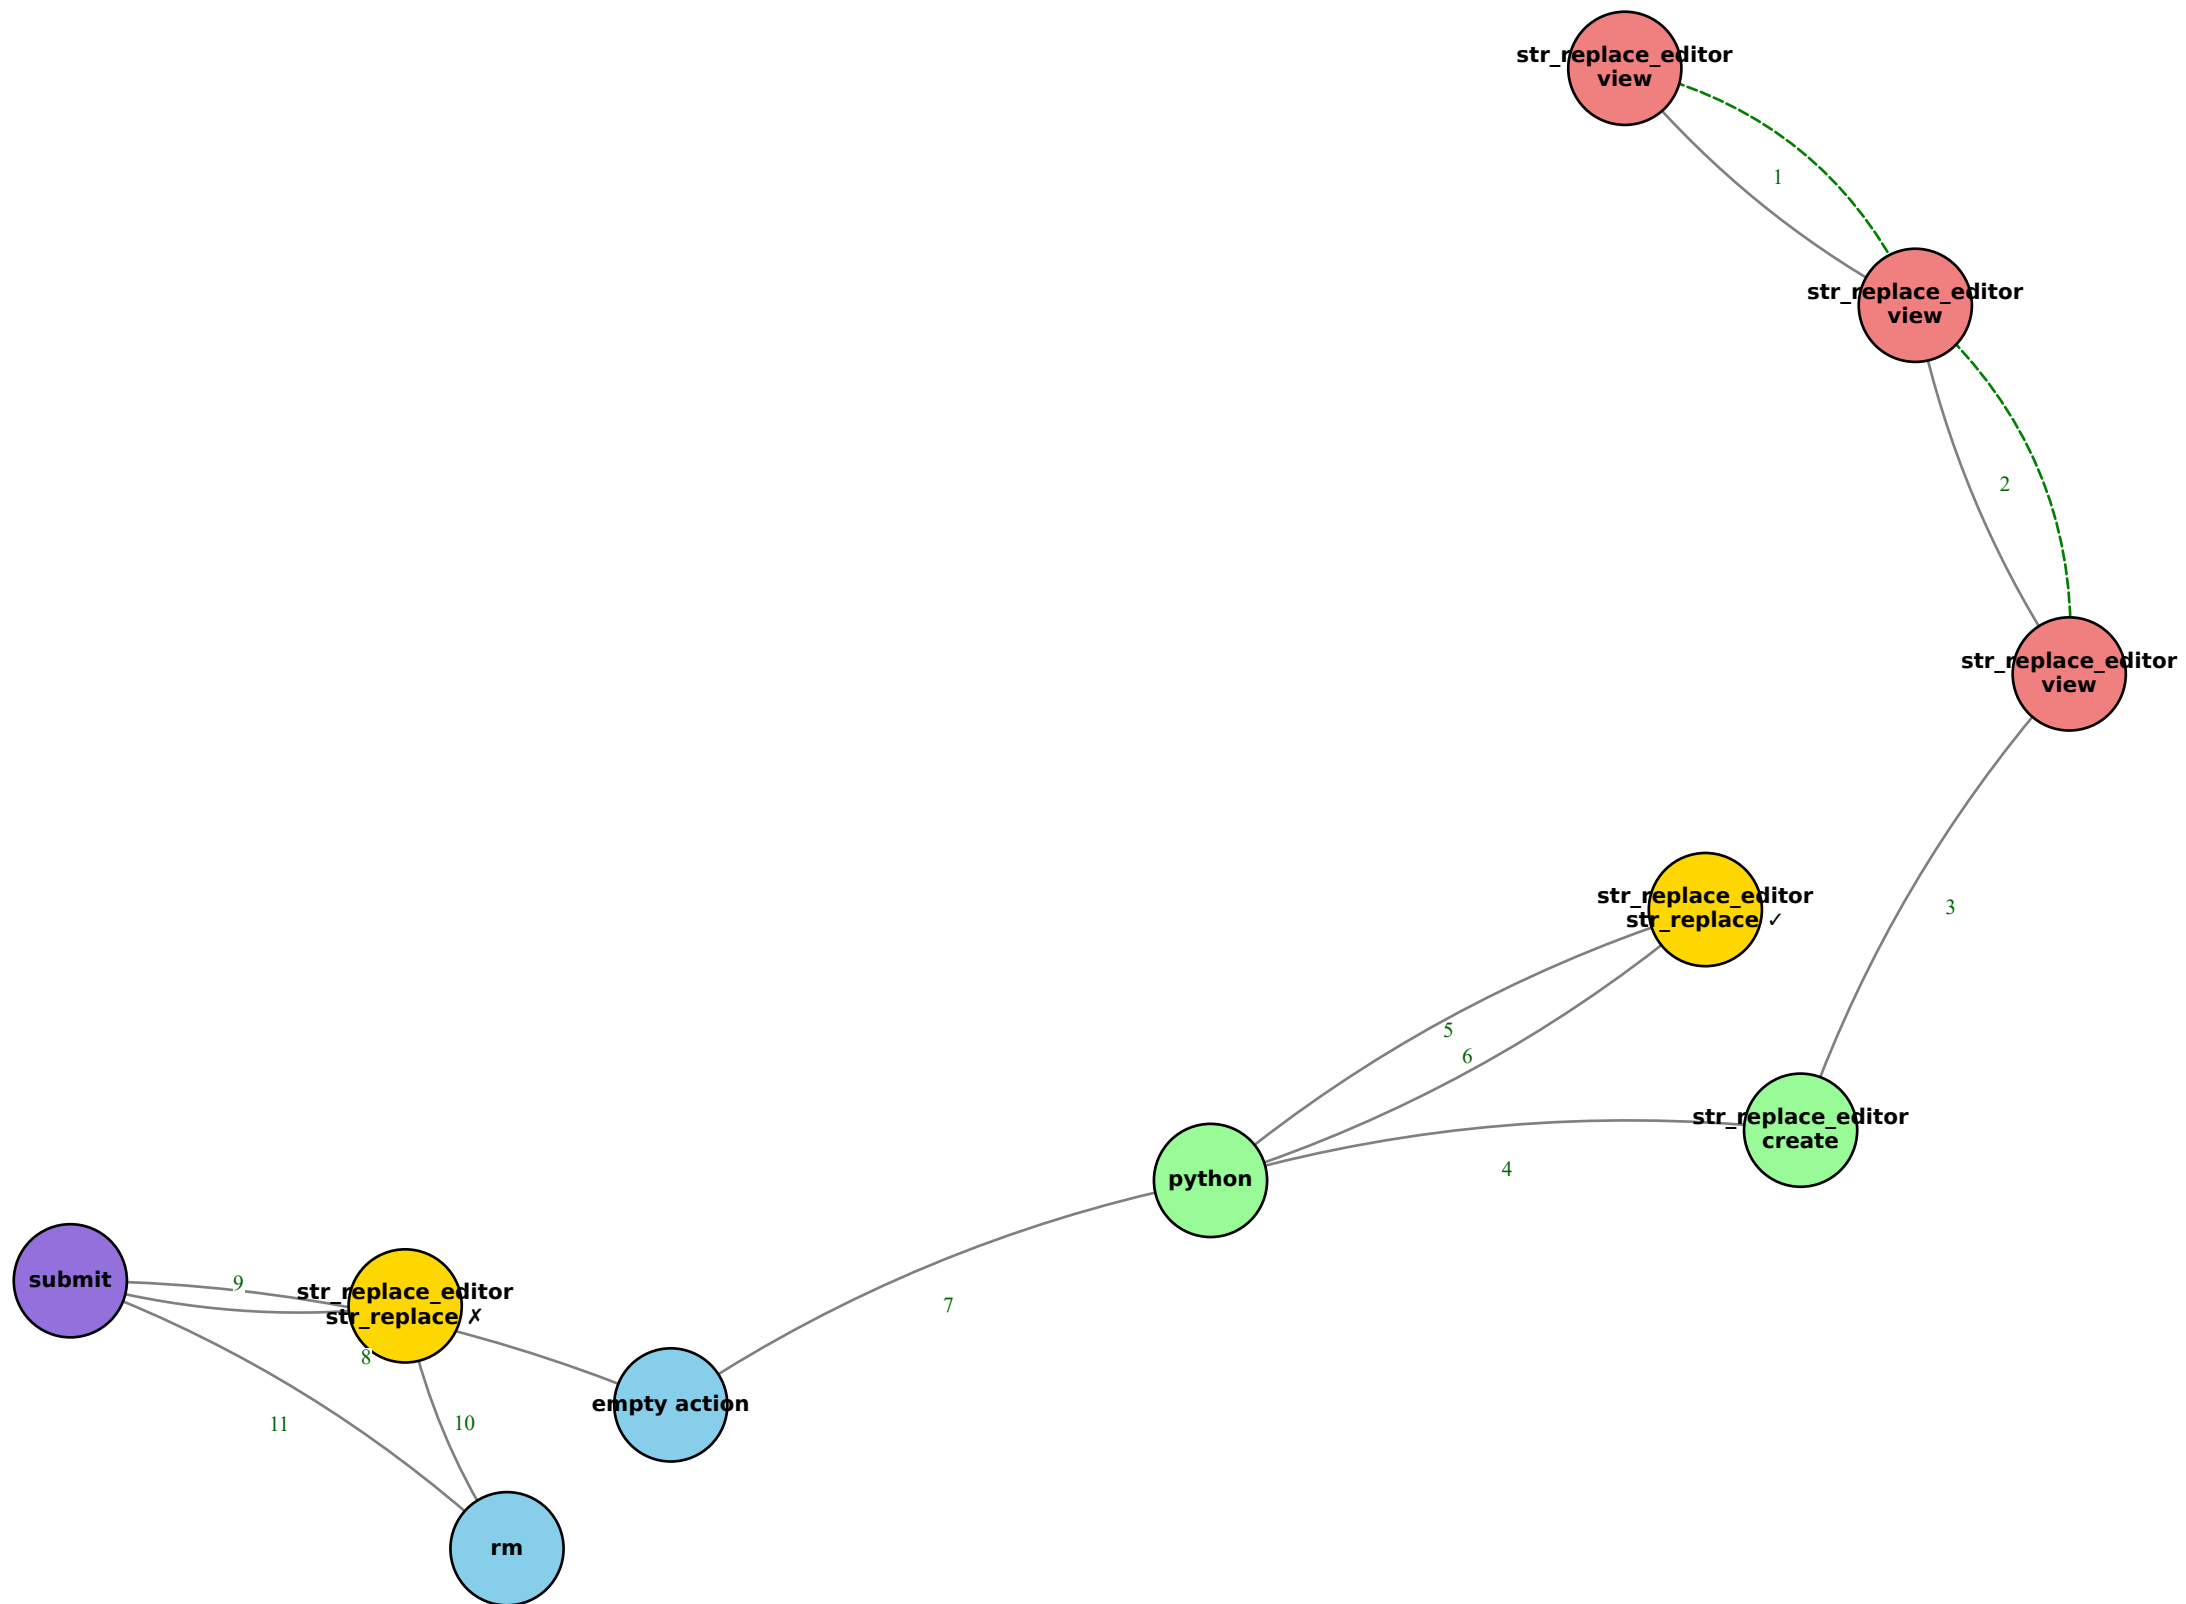 str_replace_editor
view
1
str_replace_editor
view
2
str_replace_editor
view
3
str_replace_editor
str_replace ✓
5
6
str_replace_editor
create
4
python
7
submit
9
str_replace_editor
str_replace ✗
8
empty action
11
10
rm